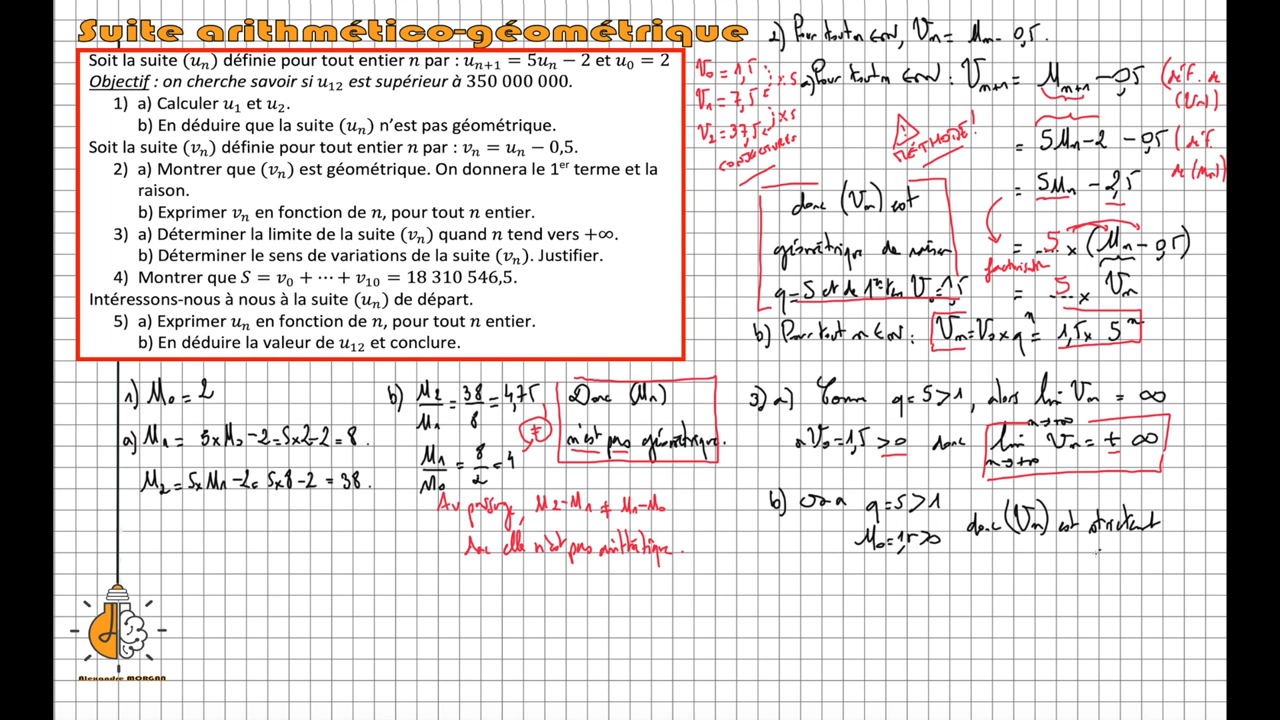 Suite arithmético-géométrique
Soit la suite (uₙ) définie pour tout entier n par : uₙ₊₁ = 5uₙ − 2 et u₀ = 2
Objectif : on cherche savoir si u₁₂ est supérieur à 350 000 000.
1) a) Calculer u₁ et u₂.
b) En déduire que la suite (uₙ) n'est pas géométrique.
Soit la suite (vₙ) définie pour tout entier n par : vₙ = uₙ − 0,5.
2) a) Montrer que (vₙ) est géométrique. On donnera le 1ᵉʳ terme et la
raison.
b) Exprimer vₙ en fonction de n, pour tout n entier.
3) a) Déterminer la limite de la suite (vₙ) quand n tend vers +∞.
b) Déterminer le sens de variations de la suite (vₙ). Justifier.
4) Montrer que S = v₀ + ⋯ + v₁₀ = 18 310 546,5.
Intéressons-nous à nous à la suite (uₙ) de départ.
5) a) Exprimer uₙ en fonction de n, pour tout n entier.
b) En déduire la valeur de u₁₂ et conclure.
1) u₀ = 2
a) u₁ = 5×u₀ −2 = 5×2−2 = 8.
u₂ = 5×u₁ −2 = 5×8−2 = 38.
b) u₂/u₁ = 38/8 = 4,75
u₁/u₀ = 8/2 = 4
≠
Donc (uₙ)
n'est pas géométrique.
Au passage, u₂−u₁ ≠ u₁−u₀
donc elle n'est pas arithmétique.
2) Pour tout n ∈ ℕ, Vₙ = uₙ − 0,5.
V₀ = 1,5
V₁ = 7,5
V₂ = 37,5
×5
×5
conjecture
a) Pour tout n ∈ ℕ : Vₙ₊₁ = uₙ₊₁ − 0,5 (déf. de
(Vₙ)
= 5uₙ − 2 − 0,5 (déf.
de (uₙ)
= 5uₙ − 2,5
= 5 × (uₙ − 0,5)
= 5 × Vₙ
MÉTHODE!
factorisation
donc (Vₙ) est
géométrique de raison
q = 5 et de 1er terme V₀ = 1,5
b) Pour tout n ∈ ℕ : Vₙ = V₀ × qⁿ = 1,5 × 5ⁿ
3) a) Comme q = 5 > 1, alors lim Vₙ = ∞
n→+∞
V₀ = 1,5 > 0 donc lim Vₙ = + ∞
n→+∞
b) on a q = 5 > 1
u₀ = 1,5 > 0
donc (Vₙ) est strictement
Alexandre MORGAN